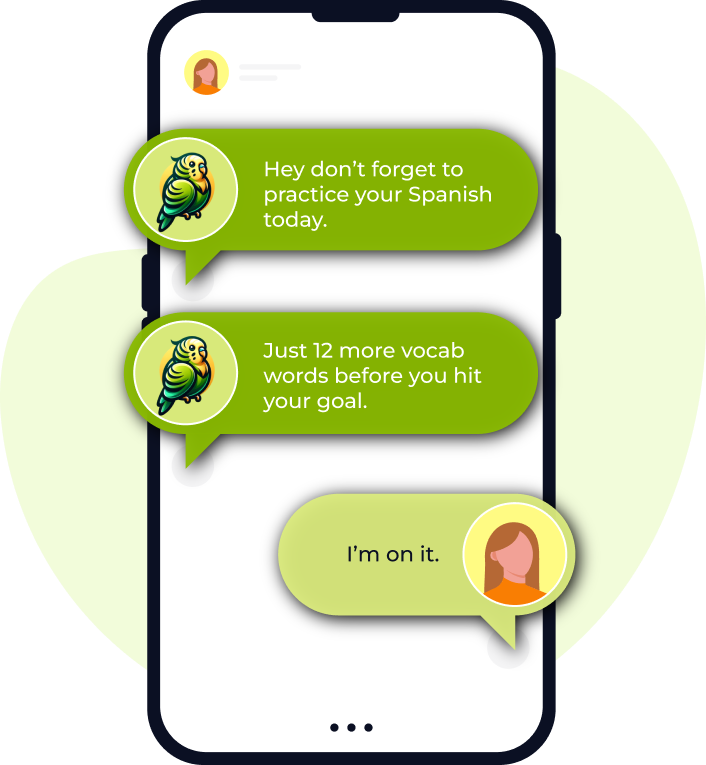 Hey don’t forget to
practice your Spanish
today.
Just 12 more vocab
words before you hit
your goal.
I’m on it.